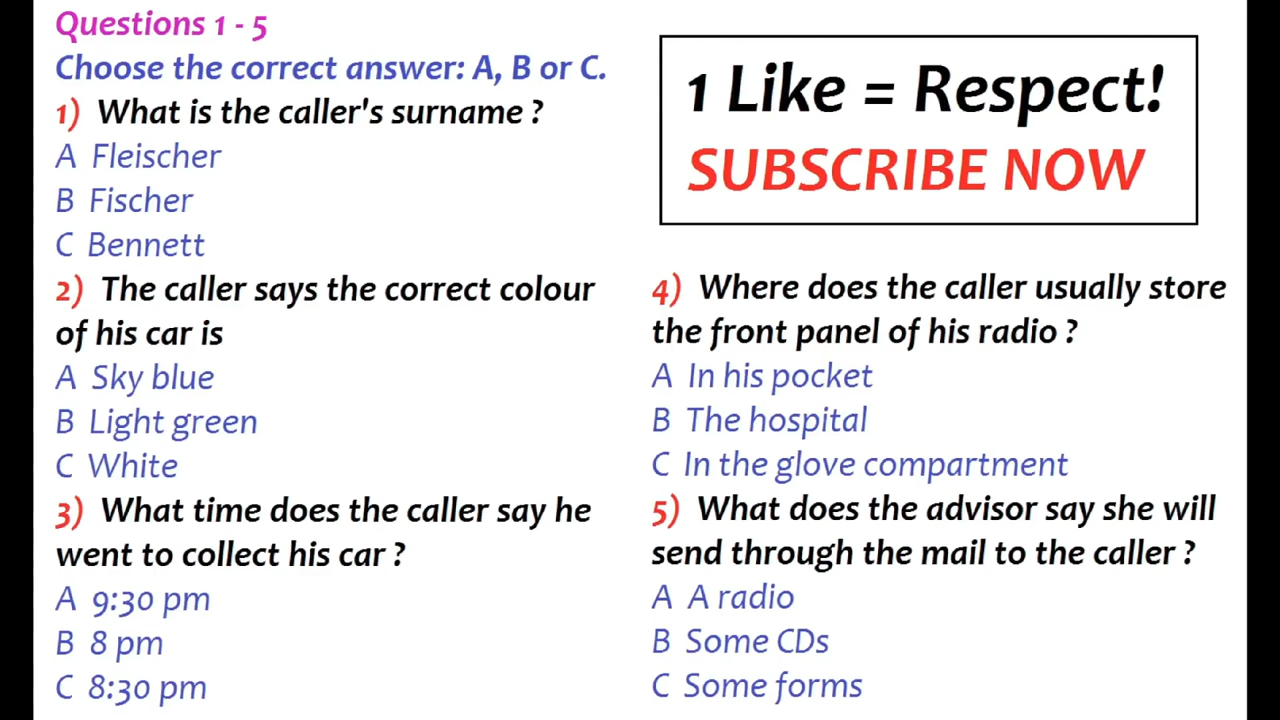 Questions 1 - 5
Choose the correct answer: A, B or C.
1) What is the caller's surname ?
A Fleischer
B Fischer
C Bennett
2) The caller says the correct colour
of his car is
A Sky blue
B Light green
C White
3) What time does the caller say he
went to collect his car ?
A 9:30 pm
B 8 pm
C 8:30 pm
1 Like = Respect!
SUBSCRIBE NOW
4) Where does the caller usually store
the front panel of his radio ?
A In his pocket
B The hospital
C In the glove compartment
5) What does the advisor say she will
send through the mail to the caller ?
A A radio
B Some CDs
C Some forms